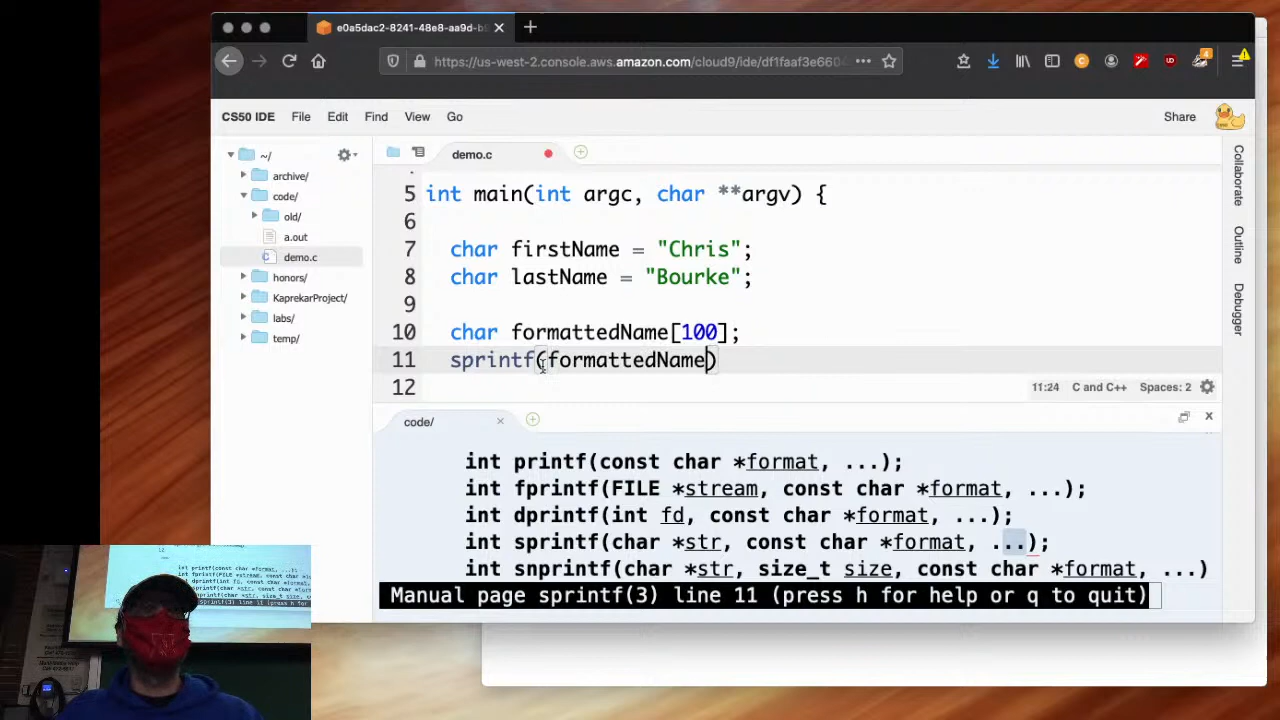 e0a5dac2-8241-48e8-aa9d-b
https://us-west-2.console.aws.amazon.com/cloud9/ide/df1faaf3e6604
4
CS50 IDE File Edit Find View Go Share
~/
archive/
code/
old/
a.out
demo.c
honors/
KaprekarProject/
labs/
temp/
demo.c
5 int main(int argc, char **argv) {
6
7 char firstName = "Chris";
8 char lastName = "Bourke";
9
10 char formattedName[100];
11 sprintf(formattedName)
12
11:24 C and C++ Spaces: 2
Collaborate
Outline
Debugger
code/
int printf(const char *format, ...);
int fprintf(FILE *stream, const char *format, ...);
int dprintf(int fd, const char *format, ...);
int sprintf(char *str, const char *format, ...);
int snprintf(char *str, size_t size, const char *format, ...)
Manual page sprintf(3) line 11 (press h for help or q to quit)